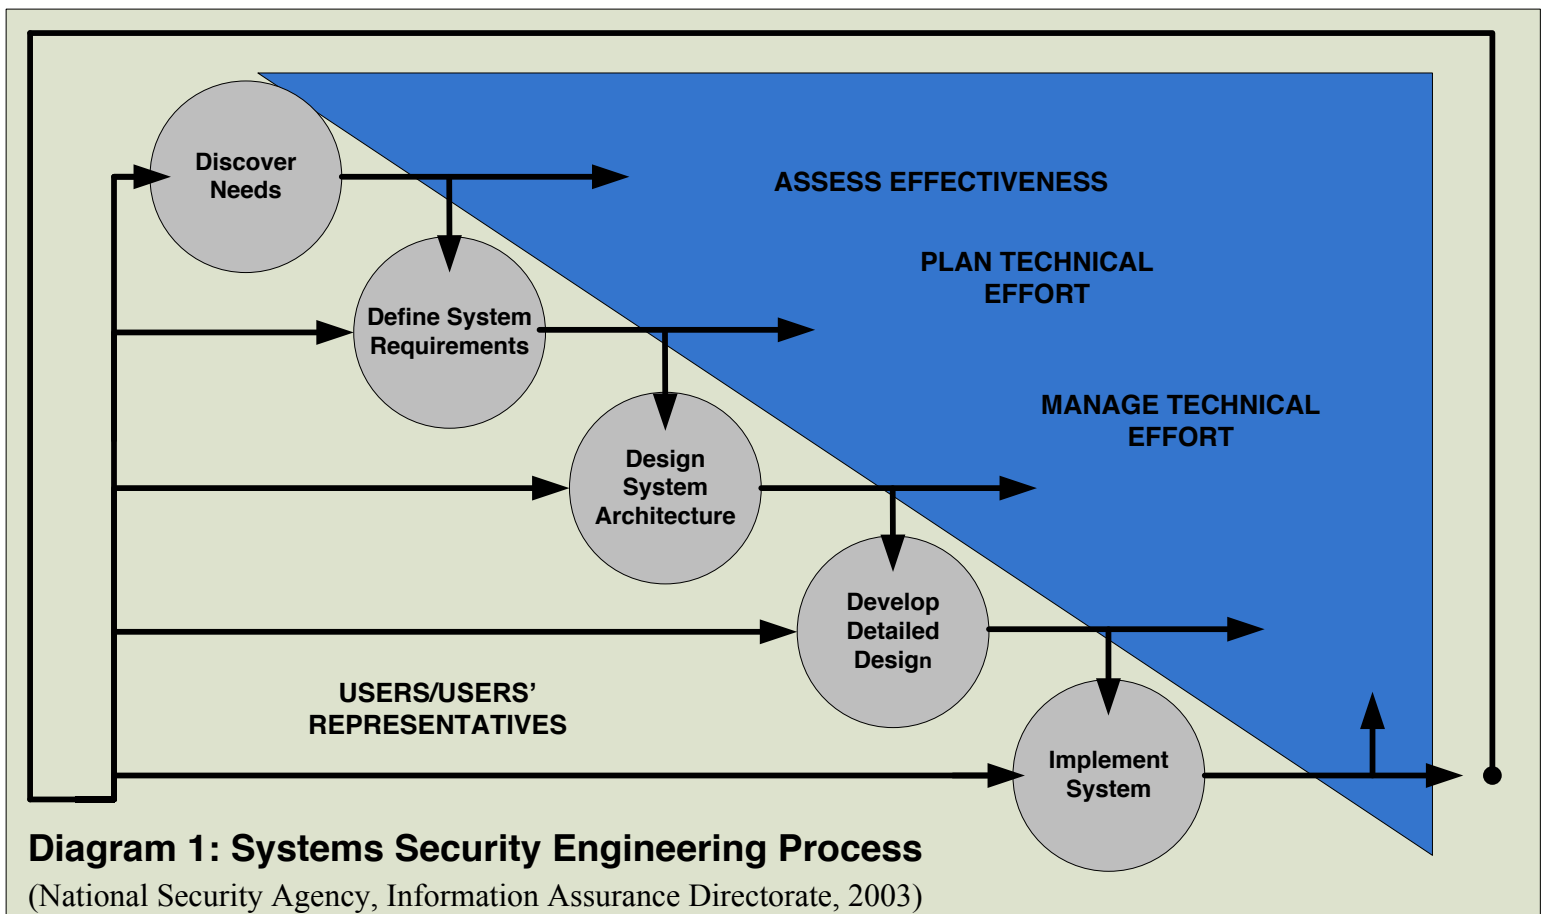 Discover
Needs
ASSESS EFFECTIVENESS
PLAN TECHNICAL
EFFORT
Define System
Requirements
MANAGE TECHNICAL
EFFORT
Design
System
Architecture
Develop
Detailed
Design
USERS/USERS’
REPRESENTATIVES
Implement
System
Diagram 1: Systems Security Engineering Process
(National Security Agency, Information Assurance Directorate, 2003)